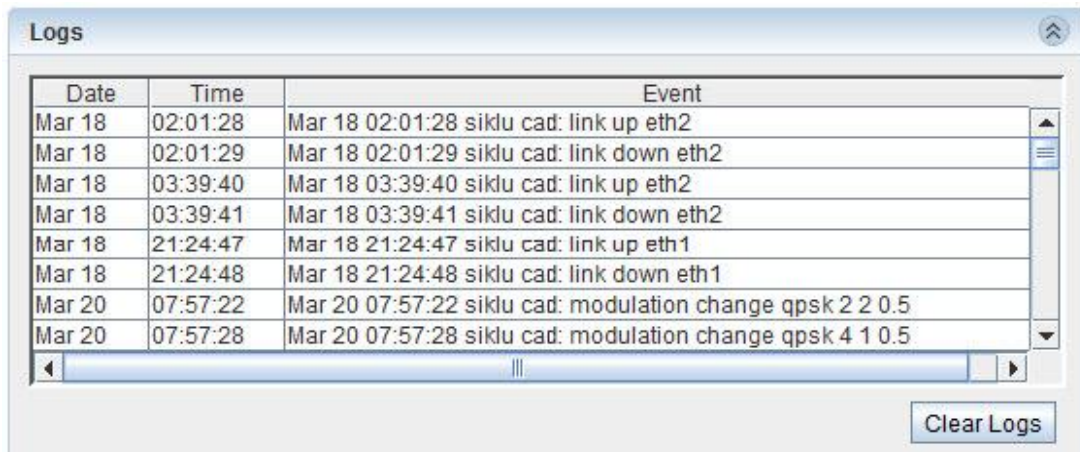 Logs
Date Time Event
Mar 18 02:01:28 Mar 18 02:01:28 siklu cad: link up eth2
Mar 18 02:01:29 Mar 18 02:01:29 siklu cad: link down eth2
Mar 18 03:39:40 Mar 18 03:39:40 siklu cad: link up eth2
Mar 18 03:39:41 Mar 18 03:39:41 siklu cad: link down eth2
Mar 18 21:24:47 Mar 18 21:24:47 siklu cad: link up eth1
Mar 18 21:24:48 Mar 18 21:24:48 siklu cad: link down eth1
Mar 20 07:57:22 Mar 20 07:57:22 siklu cad: modulation change qpsk 2 2 0.5
Mar 20 07:57:28 Mar 20 07:57:28 siklu cad: modulation change qpsk 4 1 0.5
Clear Logs